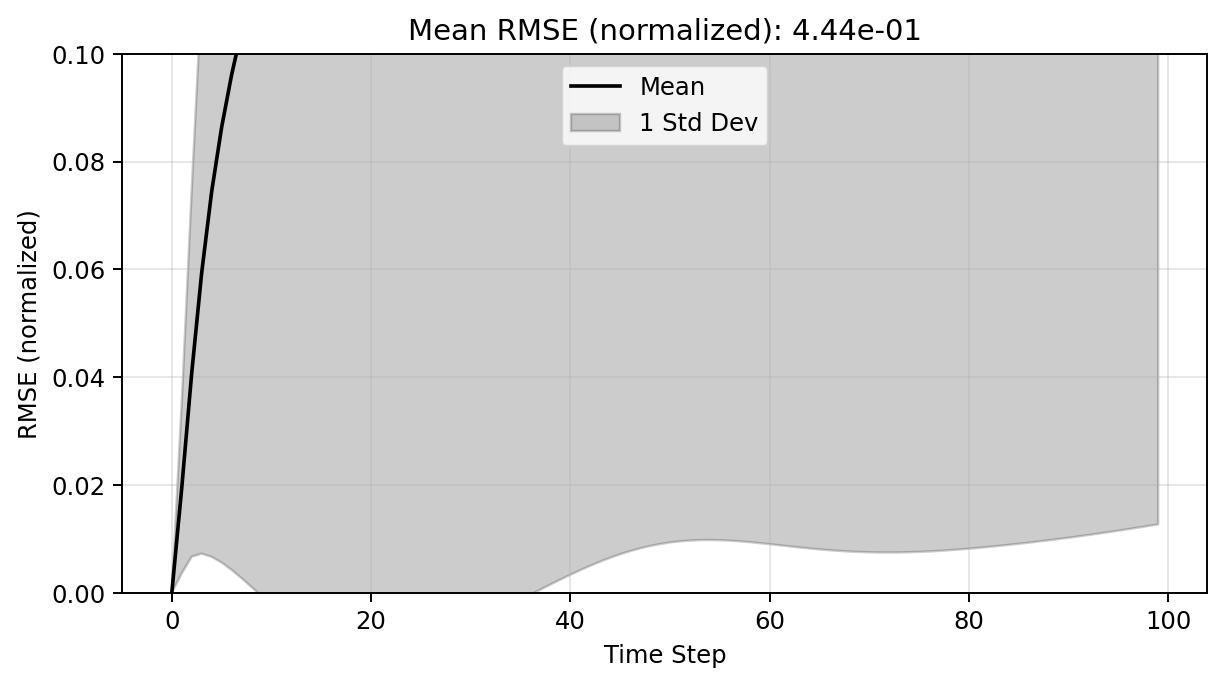 Mean RMSE (normalized): 4.44e-01
0.10
0.08
0.06
0.04
0.02
0.00
RMSE (normalized)
Mean
1 Std Dev
0 20 40 60 80 100
Time Step